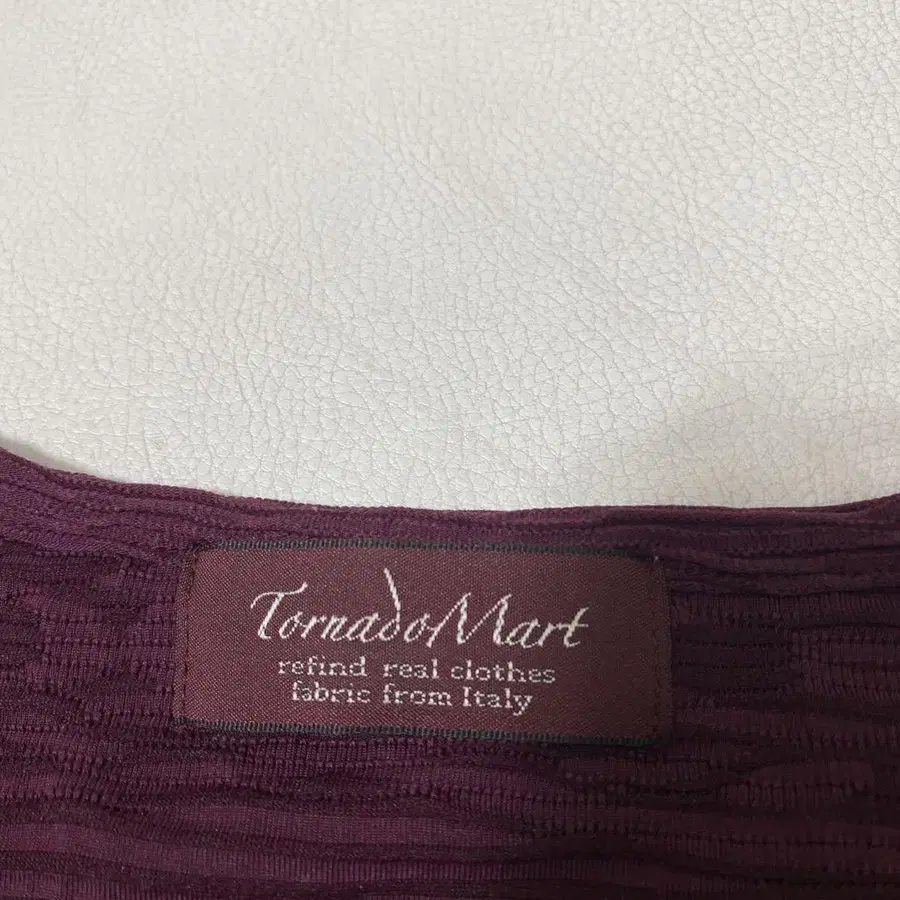 TornadoMart
refind real clothes
fabric from Italy